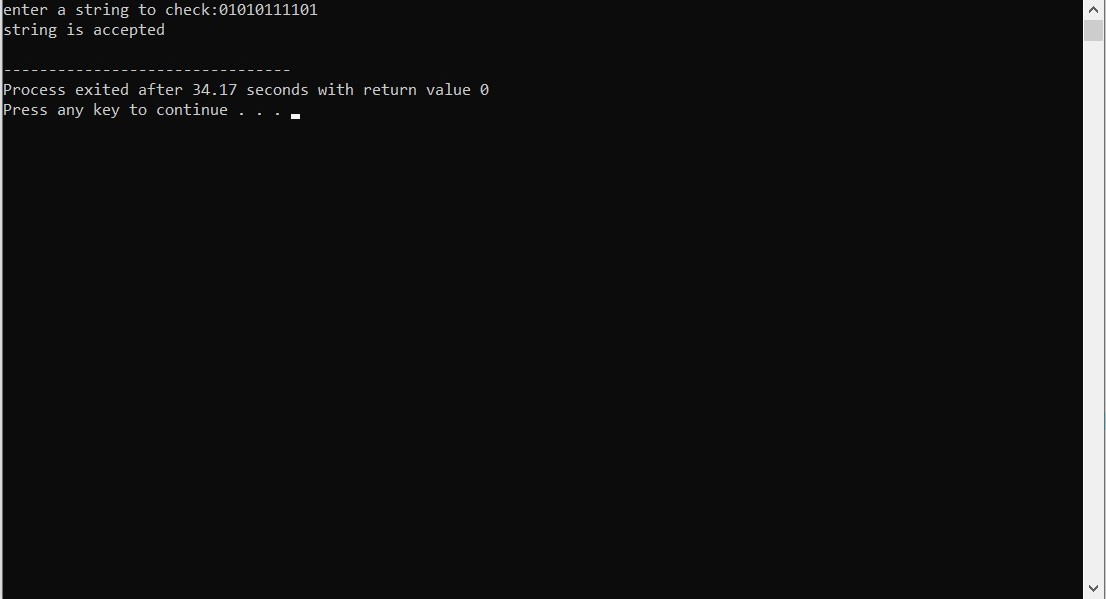 enter a string to check:01010111101
string is accepted
--------------------------------
Process exited after 34.17 seconds with return value 0
Press any key to continue . . .